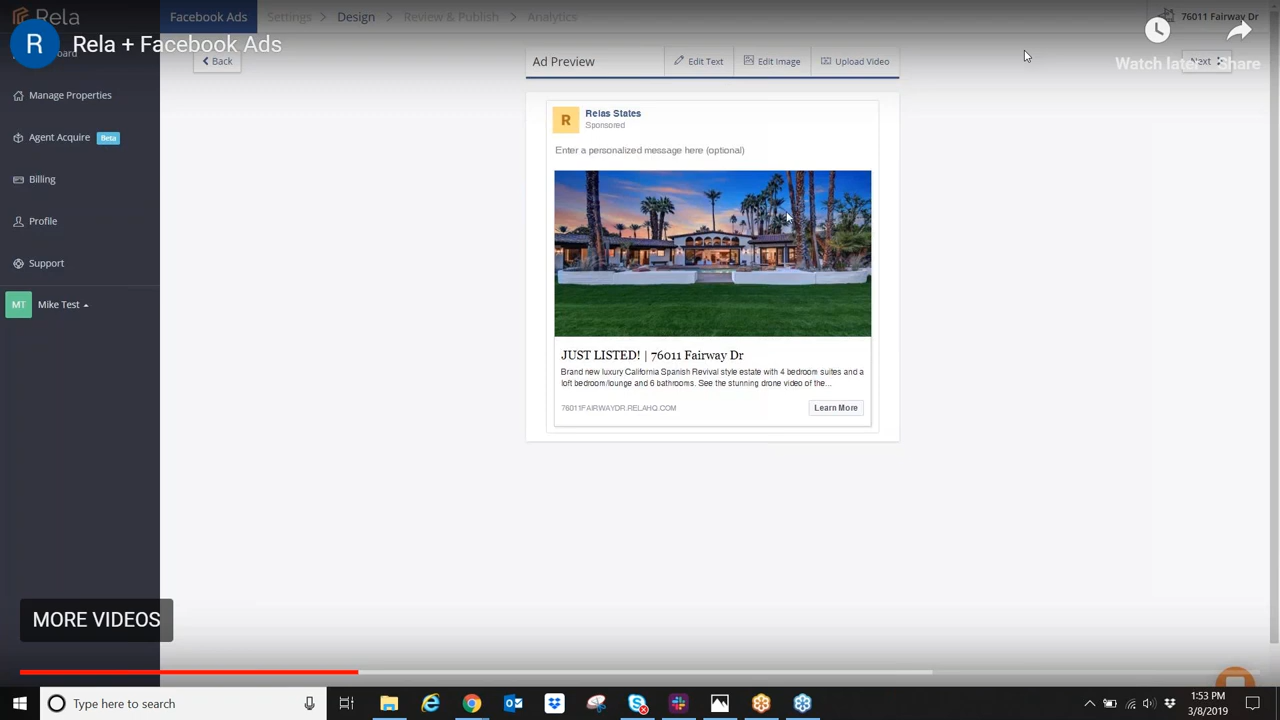 Rela
Facebook Ads
Settings
Design
Review & Publish
Analytics
76011 Fairway Dr
R
Rela + Facebook Ads
Watch later
Share
Back
Ad Preview
Edit Text
Edit Image
Upload Video
Next
Manage Properties
Agent Acquire
Beta
Billing
Profile
Support
MT
Mike Test
R
Relas States
Sponsored
Enter a personalized message here (optional)
JUST LISTED! | 76011 Fairway Dr
Brand new luxury California Spanish Revival style estate with 4 bedroom suites and a
loft bedroom/lounge and 6 bathrooms. See the stunning drone video of the...
76011FAIRWAYDR.RELAHQ.COM
Learn More
MORE VIDEOS
Type here to search
1:53 PM
3/8/2019